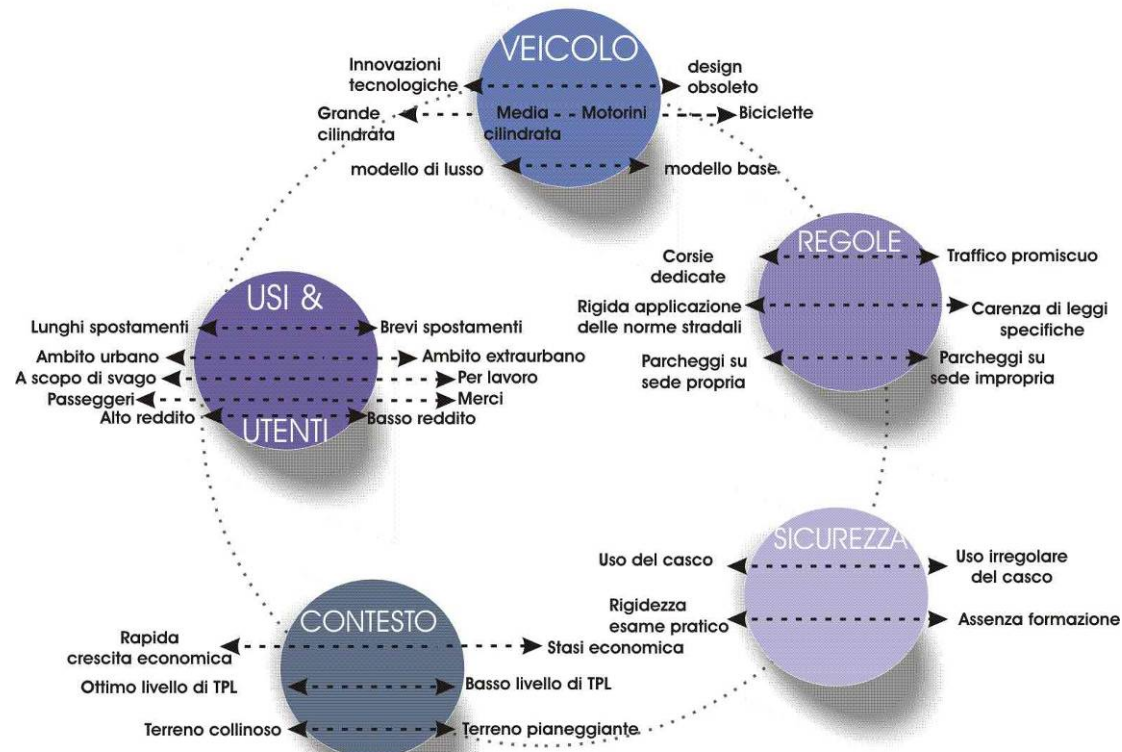 VEICOLO
Innovazioni
tecnologiche
design
obsoleto
Grande
cilindrata
Media
cilindrata
Motorini
Biciclette
modello di lusso
modello base
REGOLE
Corsie
dedicate
Traffico promiscuo
Rigida applicazione
delle norme stradali
Carenza di leggi
specifiche
Parcheggi su
sede propria
Parcheggi su
sede impropria
USI &
Lunghi spostamenti
Brevi spostamenti
Ambito urbano
Ambito extraurbano
A scopo di svago
Per lavoro
Passeggeri
Merci
Alto reddito
Basso reddito
UTENTI
SICUREZZA
Uso del casco
Uso irregolare
del casco
Rigidezza
esame pratico
Assenza formazione
CONTESTO
Rapida
crescita economica
Stasi economica
Ottimo livello di TPL
Basso livello di TPL
Terreno collinoso
Terreno pianeggiante